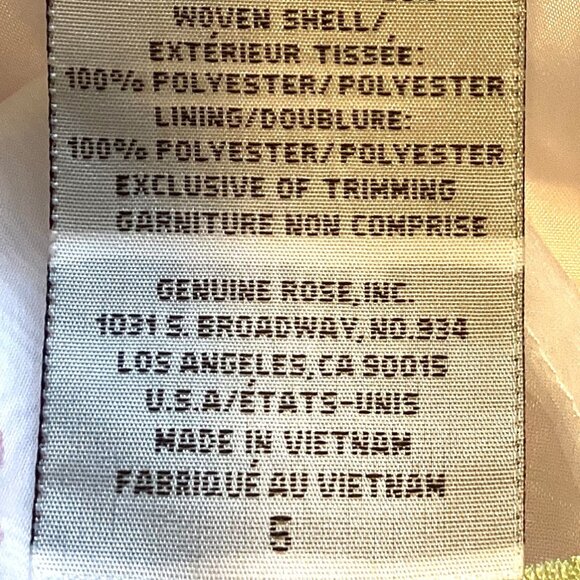 WOVEN SHELL/
EXTÉRIEUR TISSÉE:
100% POLYESTER/POLYESTER
LINING/DOUBLURE:
100% POLYESTER/POLYESTER
EXCLUSIVE OF TRIMMING
GARNITURE NON COMPRISE
GENUINE ROSE,INC.
1031 S. BROADWAY,NO.934
LOS ANGELES,CA 90015
U.S.A/ÉTATS-UNIS
MADE IN VIETNAM
FABRIQUÉ AU VIETNAM
S